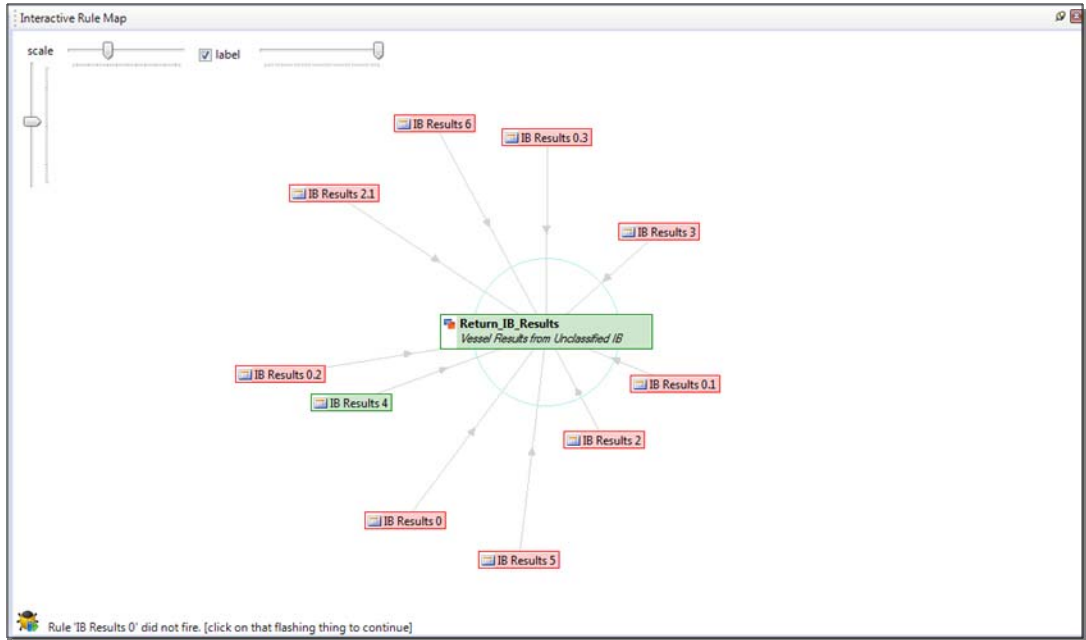 Interactive Rule Map
scale
label
IB Results 6
IB Results 0.3
IB Results 2.1
IB Results 3
Return_IB_Results
Vessel Results from Unclassified IB
IB Results 0.2
IB Results 0.1
IB Results 4
IB Results 2
IB Results 0
IB Results 5
Rule 'IB Results 0' did not fire. [click on that flashing thing to continue]